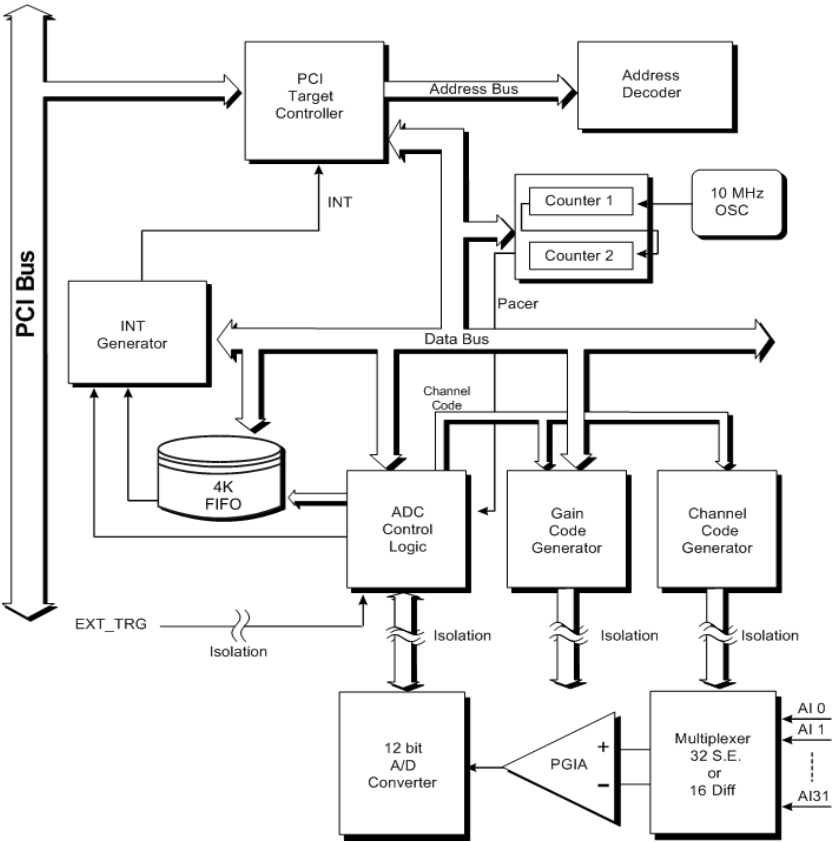 PCI
Target
Controller
Address Bus
Address
Decoder
INT
Counter 1
Counter 2
10 MHz
OSC
PCI Bus
INT
Generator
Pacer
Data Bus
Channel
Code
4K
FIFO
ADC
Control
Logic
Gain
Code
Generator
Channel
Code
Generator
EXT_TRG
Isolation
Isolation
Isolation
Isolation
12 bit
A/D
Converter
PGIA
+
−
Multiplexer
32 S.E.
or
16 Diff
AI 0
AI 1
AI31